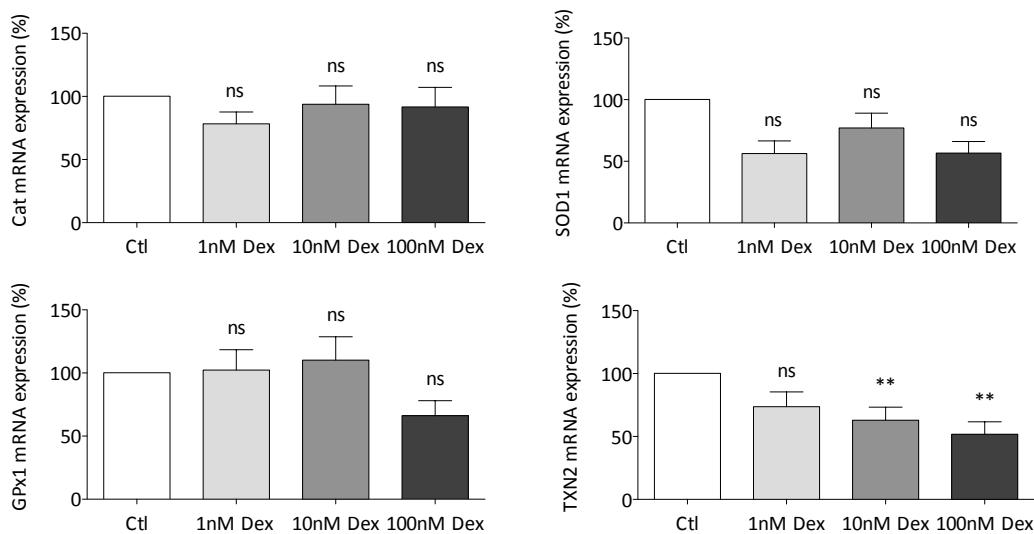 Cat mRNA expression (%)
150
100
50
0
ns
ns
ns
Ctl
1nM Dex
10nM Dex
100nM Dex
SOD1 mRNA expression (%)
150
100
50
0
ns
ns
ns
Ctl
1nM Dex
10nM Dex
100nM Dex
GPx1 mRNA expression (%)
150
100
50
0
ns
ns
ns
Ctl
1nM Dex
10nM Dex
100nM Dex
TXN2 mRNA expression (%)
150
100
50
0
ns
**
**
Ctl
1nM Dex
10nM Dex
100nM Dex